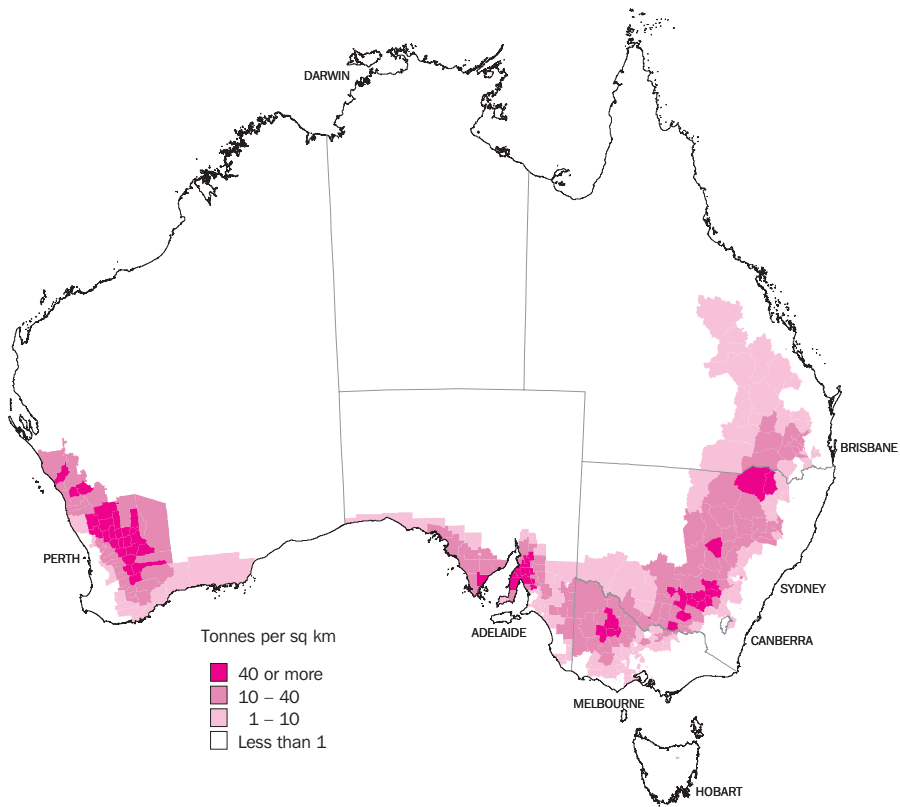 DARWIN
BRISBANE
PERTH
SYDNEY
ADELAIDE
CANBERRA
Tonnes per sq km
40 or more
10 – 40
1 – 10
Less than 1
MELBOURNE
HOBART